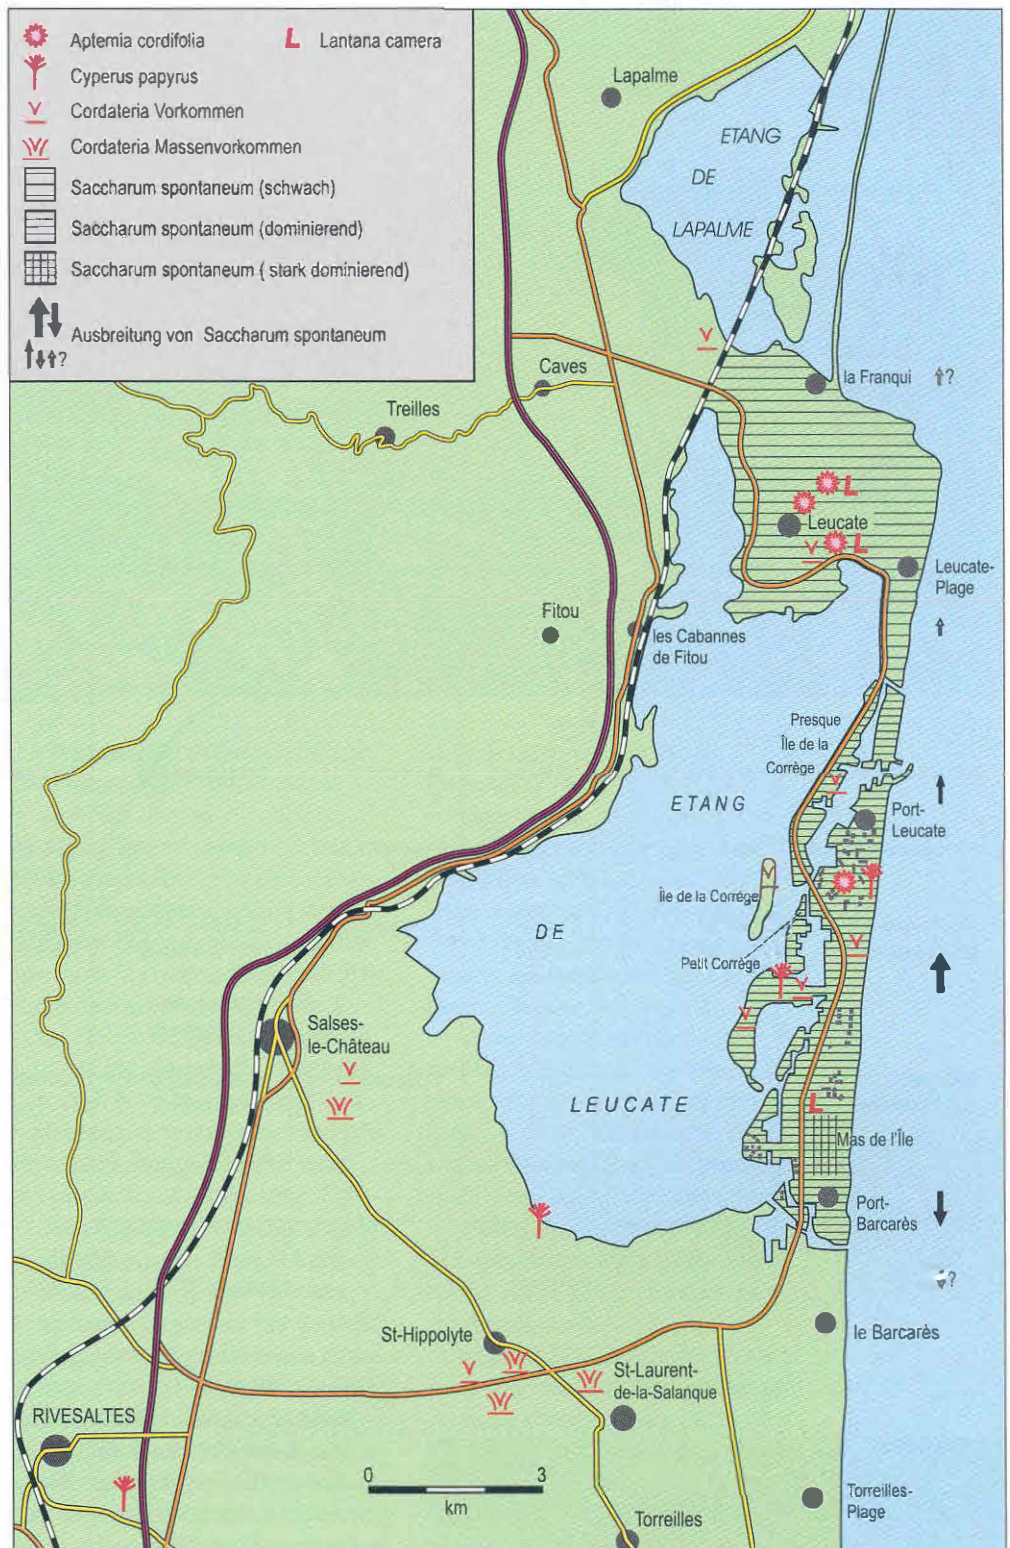 Aptemia cordifolia
L Lantana camera
Cyperus papyrus
Cordateria Vorkommen
Cordateria Massenvorkommen
Saccharum spontaneum (schwach)
Saccharum spontaneum (dominierend)
Saccharum spontaneum ( stark dominierend)
Ausbreitung von Saccharum spontaneum
?
Lapalme
ETANG
DE
LAPALME
Caves
la Franqui
?
Treilles
L
Leucate
L
Leucate-
Plage
Fitou
les Cabannes
de Fitou
Presque
Île de la
Corrège
ETANG
Port-
Leucate
Île de la Corrège
DE
Petit Corrège
Salses-
le-Château
LEUCATE
L
Mas de l'Île
Port-
Barcarès
?
le Barcarès
St-Hippolyte
St-Laurent-
de-la-Salanque
RIVESALTES
0 3
km
Torreilles-
Plage
Torreilles